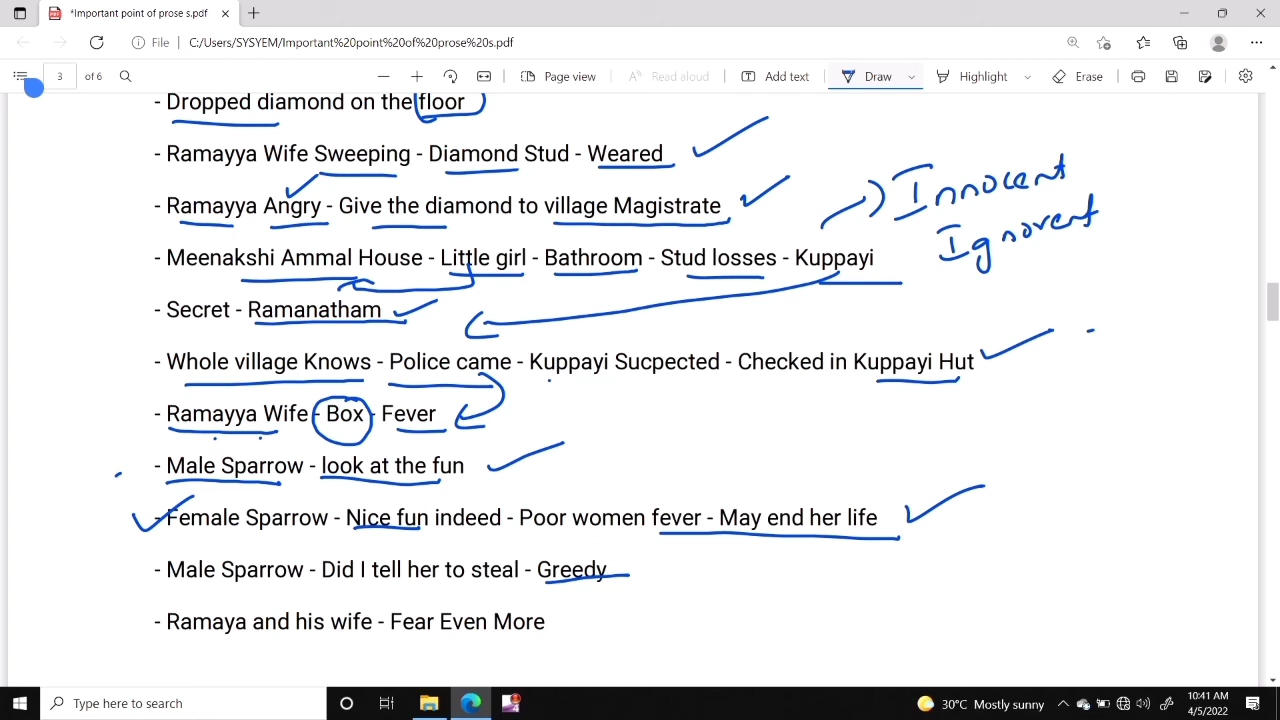 *Important point of prose s.pdf
File C:/Users/SYSYEM/Important%20point%20of%20prose%20s.pdf
3 of 6 Page view Read aloud Add text Draw Highlight Erase
- Dropped diamond on the floor
- Ramayya Wife Sweeping - Diamond Stud - Weared
- Ramayya Angry - Give the diamond to village Magistrate
Innocent
Ignorent
- Meenakshi Ammal House - Little girl - Bathroom - Stud losses - Kuppayi
- Secret - Ramanatham
- Whole village Knows - Police came - Kuppayi Sucpected - Checked in Kuppayi Hut
- Ramayya Wife - Box - Fever
- Male Sparrow - look at the fun
- Female Sparrow - Nice fun indeed - Poor women fever - May end her life
- Male Sparrow - Did I tell her to steal - Greedy
- Ramaya and his wife - Fear Even More
Type here to search 30°C Mostly sunny 10:41 AM
4/5/2022